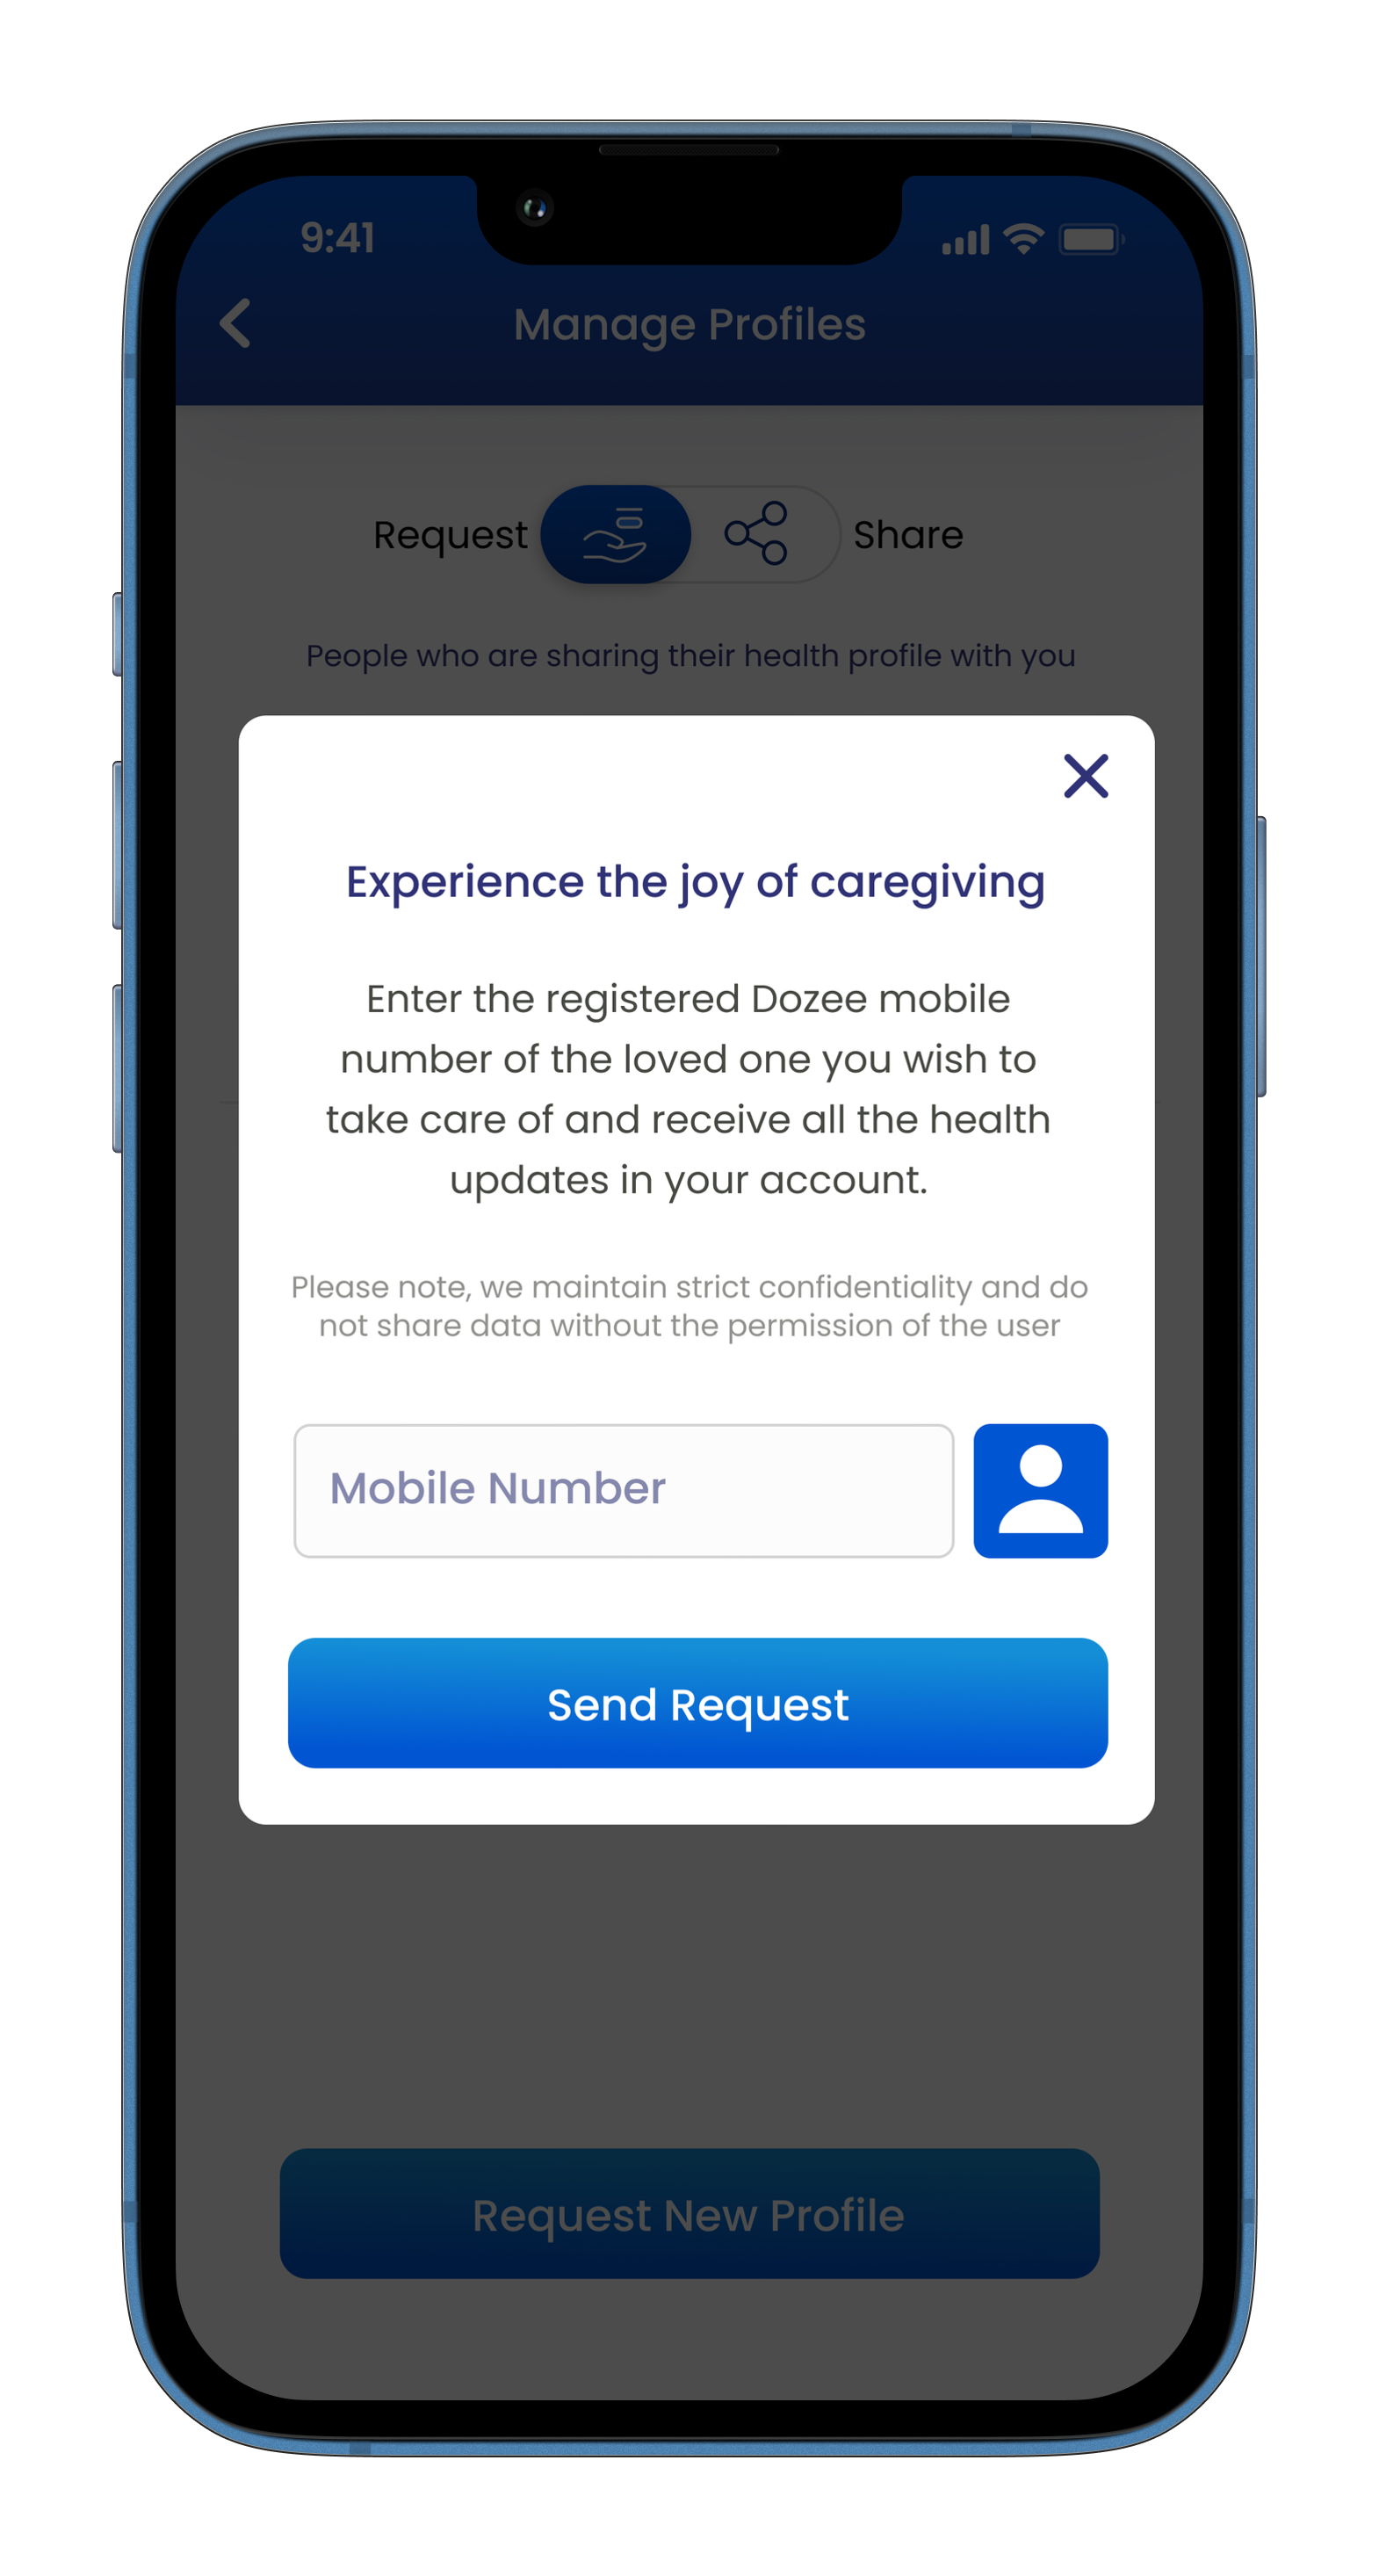 9:41
Manage Profiles
Request
Share
People who are sharing their health profile with you
Experience the joy of caregiving
Enter the registered Dozee mobile
number of the loved one you wish to
take care of and receive all the health
updates in your account.
Please note, we maintain strict confidentiality and do
not share data without the permission of the user
Mobile Number
Send Request
Request New Profile